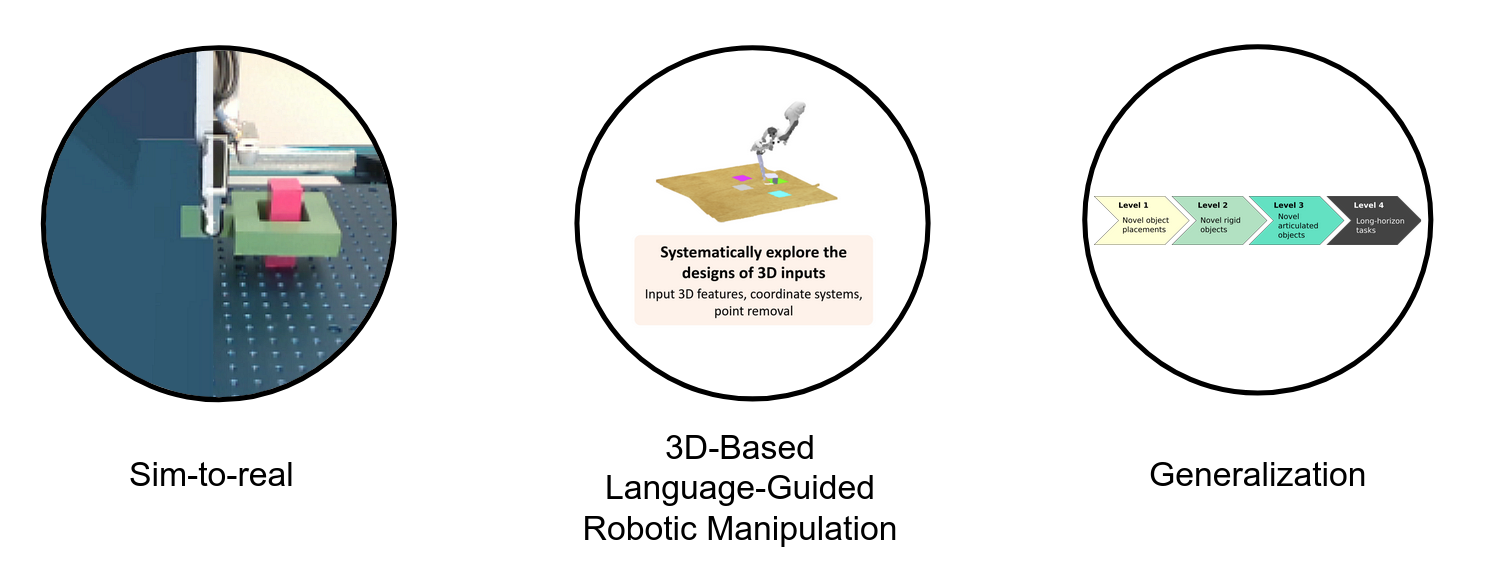 Systematically explore the
designs of 3D inputs
Input 3D features, coordinate systems,
point removal
Level 1
Novel object
placements
Level 2
Novel rigid
objects
Level 3
Novel
articulated
objects
Level 4
Long-horizon
tasks
Sim-to-real
3D-Based
Language-Guided
Robotic Manipulation
Generalization